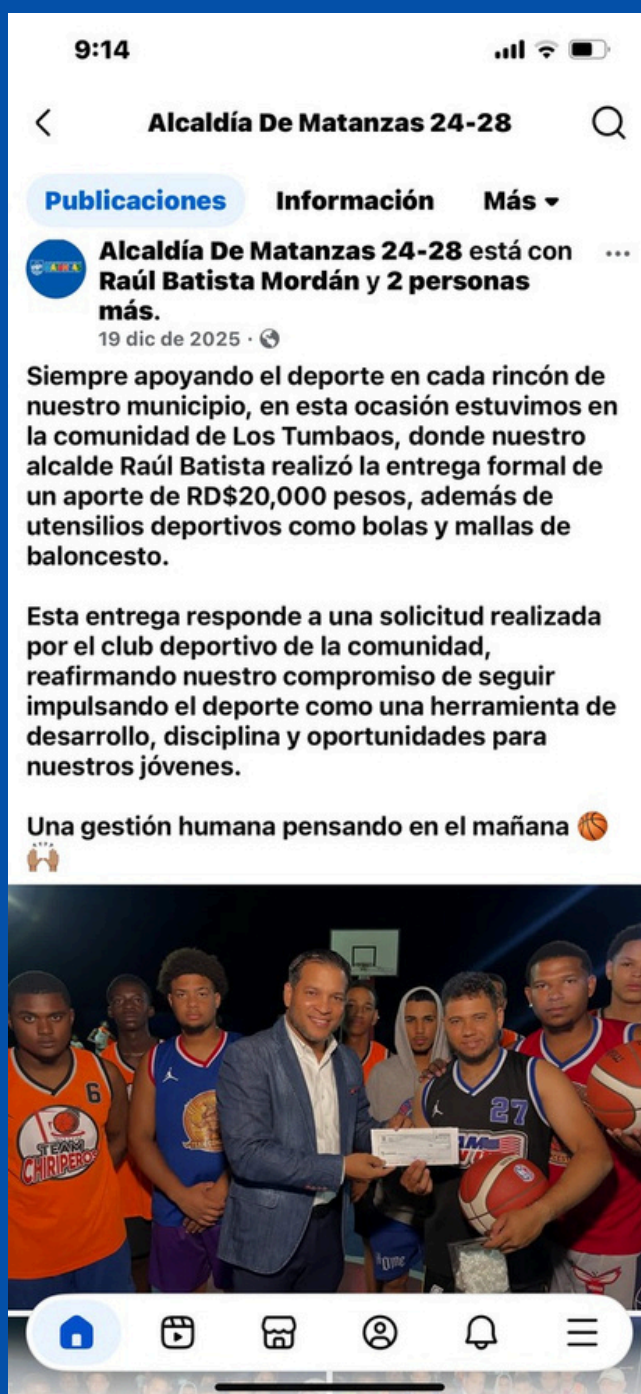 9:14
Alcaldía De Matanzas 24-28
Publicaciones Información Más
Alcaldía De Matanzas 24-28 está con
Raúl Batista Mordán y 2 personas
más.
19 dic de 2025 ·
Siempre apoyando el deporte en cada rincón de
nuestro municipio, en esta ocasión estuvimos en
la comunidad de Los Tumbaos, donde nuestro
alcalde Raúl Batista realizó la entrega formal de
un aporte de RD$20,000 pesos, además de
utensilios deportivos como bolas y mallas de
baloncesto.
Esta entrega responde a una solicitud realizada
por el club deportivo de la comunidad,
reafirmando nuestro compromiso de seguir
impulsando el deporte como una herramienta de
desarrollo, disciplina y oportunidades para
nuestros jóvenes.
Una gestión humana pensando en el mañana 🏀
🙌🏽
6
TEAM
CHIRIPEROS
27